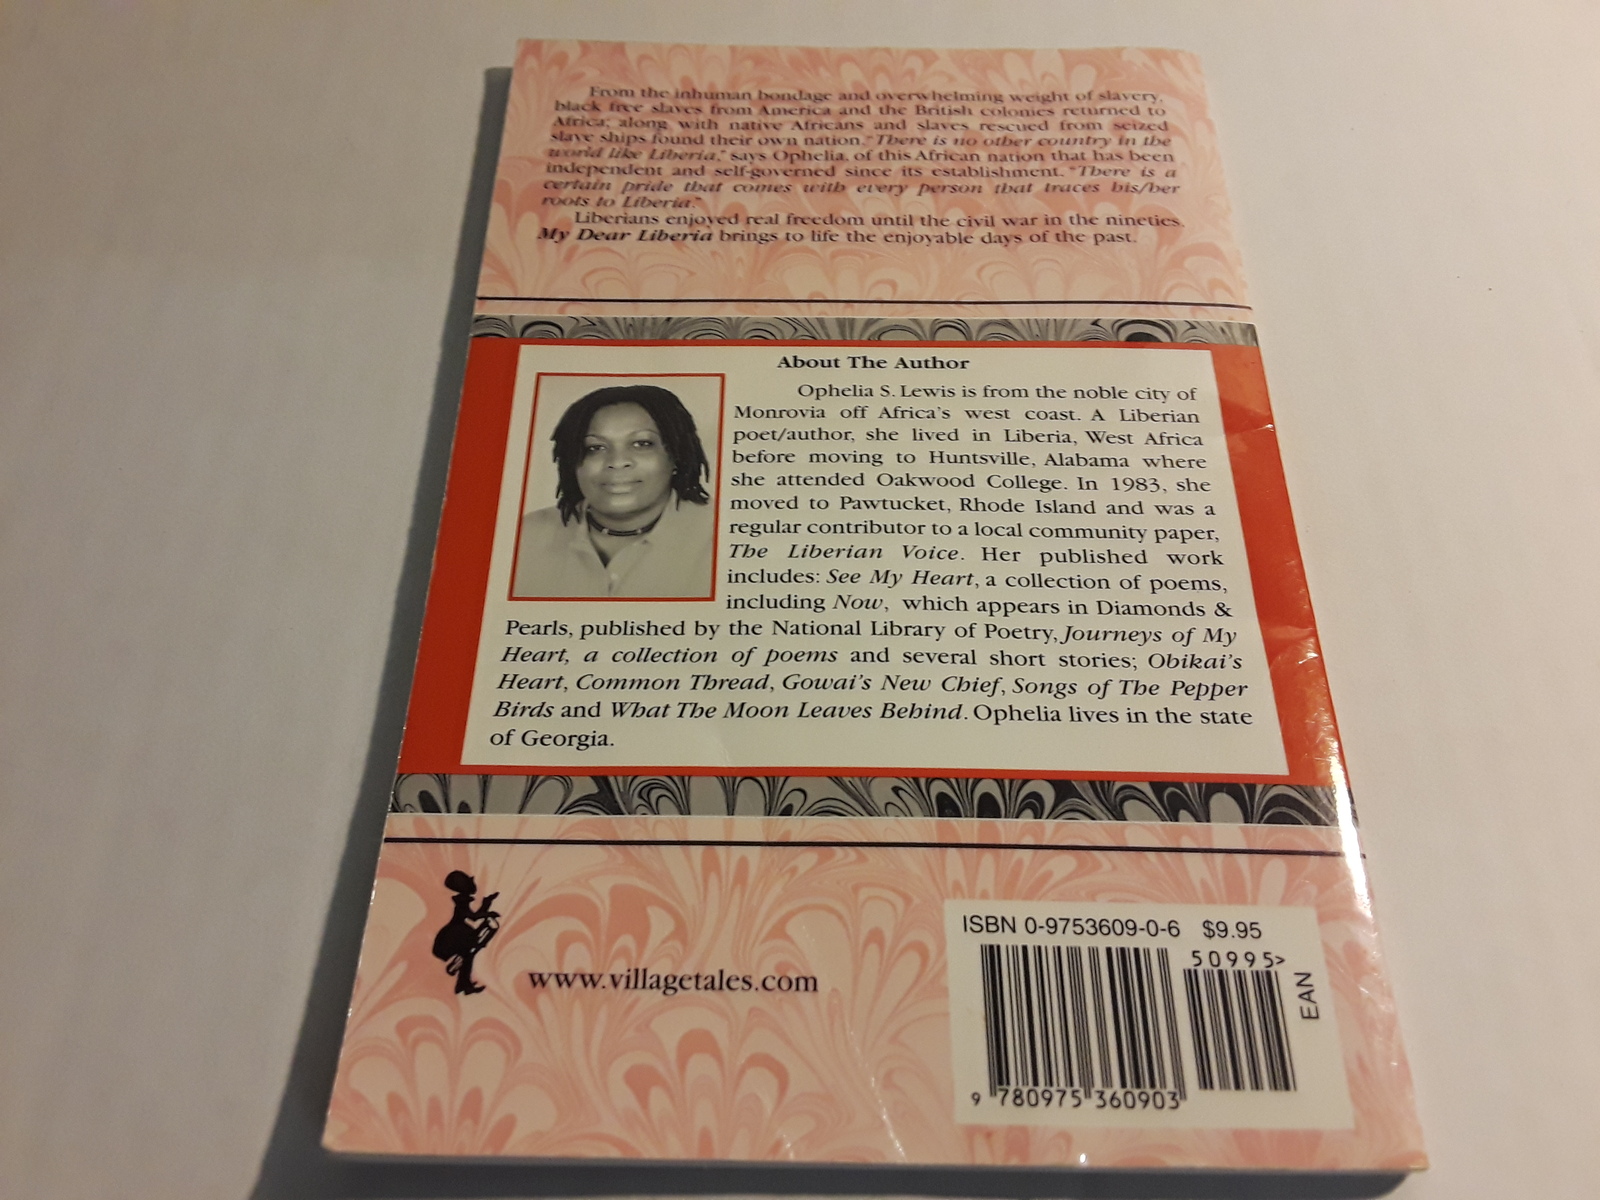 From the inhuman bondage and overwhelming weight of slavery,
black free slaves from America and the British colonies returned to
Africa; along with native Africans and slaves rescued from seized
slave ships found their own nation. "There is no other country in the
world like Liberia," says Ophelia, of this African nation that has been
independent and self-governed since its establishment. "There is a
certain pride that comes with every person that traces his/her
roots to Liberia."
Liberians enjoyed real freedom until the civil war in the nineties.
My Dear Liberia brings to life the enjoyable days of the past.
About The Author
Ophelia S. Lewis is from the noble city of
Monrovia off Africa's west coast. A Liberian
poet/author, she lived in Liberia, West Africa
before moving to Huntsville, Alabama where
she attended Oakwood College. In 1983, she
moved to Pawtucket, Rhode Island and was a
regular contributor to a local community paper,
The Liberian Voice. Her published work
includes: See My Heart, a collection of poems,
including Now, which appears in Diamonds &
Pearls, published by the National Library of Poetry, Journeys of My
Heart, a collection of poems and several short stories; Obikai's
Heart, Common Thread, Gowai's New Chief, Songs of The Pepper
Birds and What The Moon Leaves Behind. Ophelia lives in the state
of Georgia.
www.villagetales.com
ISBN 0-9753609-0-6 $9.95
50995>
EAN
9 780975 360903